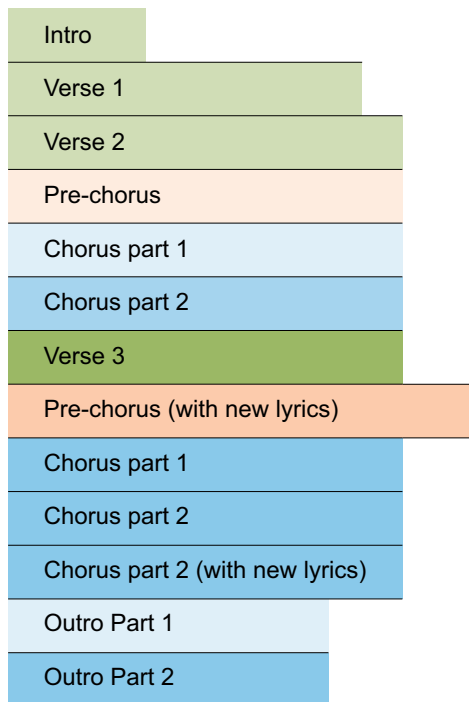 Intro
Verse 1
Verse 2
Pre-chorus
Chorus part 1
Chorus part 2
Verse 3
Pre-chorus (with new lyrics)
Chorus part 1
Chorus part 2
Chorus part 2 (with new lyrics)
Outro Part 1
Outro Part 2